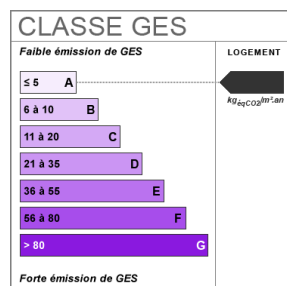 CLASSE GES
Faible émission de GES
LOGEMENT
≤ 5 A
6 à 10 B
11 à 20 C
21 à 35 D
36 à 55 E
56 à 80 F
> 80 G
kgéqCO2/m².an
Forte émission de GES